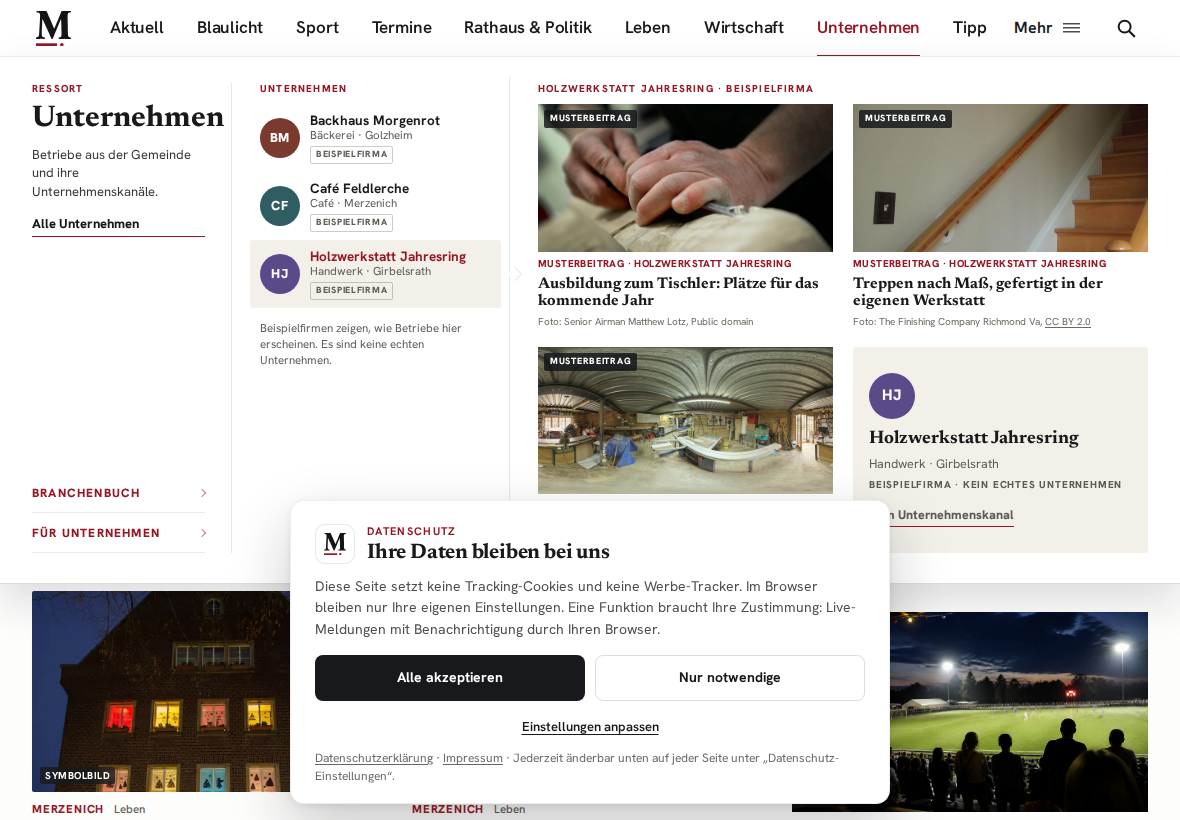 M Aktuell Blaulicht Sport Termine Rathaus & Politik Leben Wirtschaft Unternehmen Tipp Mehr
RESSORT
Unternehmen
Betriebe aus der Gemeinde
und ihre
Unternehmenskanäle.
Alle Unternehmen
BRANCHENBUCH
FÜR UNTERNEHMEN
UNTERNEHMEN
BM
Backhaus Morgenrot
Bäckerei · Golzheim
BEISPIELFIRMA
CF
Café Feldlerche
Café · Merzenich
BEISPIELFIRMA
HJ
Holzwerkstatt Jahresring
Handwerk · Girbelsrath
BEISPIELFIRMA
Beispielfirmen zeigen, wie Betriebe hier
erscheinen. Es sind keine echten
Unternehmen.
HOLZWERKSTATT JAHRESRING · BEISPIELFIRMA
MUSTERBEITRAG
MUSTERBEITRAG · HOLZWERKSTATT JAHRESRING
Ausbildung zum Tischler: Plätze für das
kommende Jahr
Foto: Senior Airman Matthew Lotz, Public domain
MUSTERBEITRAG
MUSTERBEITRAG · HOLZWERKSTATT JAHRESRING
Treppen nach Maß, gefertigt in der
eigenen Werkstatt
Foto: The Finishing Company Richmond Va, CC BY 2.0
MUSTERBEITRAG
HJ
Holzwerkstatt Jahresring
Handwerk · Girbelsrath
BEISPIELFIRMA · KEIN ECHTES UNTERNEHMEN
Unternehmenskanal
M
DATENSCHUTZ
Ihre Daten bleiben bei uns
Diese Seite setzt keine Tracking-Cookies und keine Werbe-Tracker. Im Browser
bleiben nur Ihre eigenen Einstellungen. Eine Funktion braucht Ihre Zustimmung: Live-
Meldungen mit Benachrichtigung durch Ihren Browser.
Alle akzeptieren
Nur notwendige
Einstellungen anpassen
Datenschutzerklärung · Impressum · Jederzeit änderbar unten auf jeder Seite unter „Datenschutz-
Einstellungen“.
SYMBOLBILD
MERZENICH Leben
MERZENICH Leben